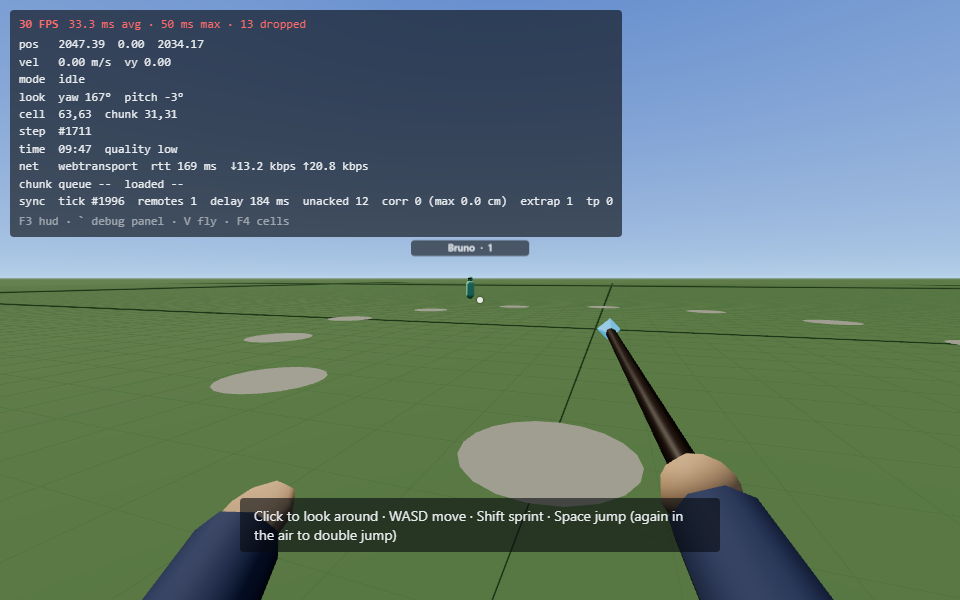 30 FPS 33.3 ms avg · 50 ms max · 13 dropped
pos 2047.39 0.00 2034.17
vel 0.00 m/s vy 0.00
mode idle
look yaw 167° pitch -3°
cell 63,63 chunk 31,31
step #1711
time 09:47 quality low
net webtransport rtt 169 ms ↓13.2 kbps ↑20.8 kbps
chunk queue -- loaded --
sync tick #1996 remotes 1 delay 184 ms unacked 12 corr 0 (max 0.0 cm) extrap 1 tp 0
F3 hud · ` debug panel · V fly · F4 cells
Bruno · 1
Click to look around · WASD move · Shift sprint · Space jump (again in
the air to double jump)